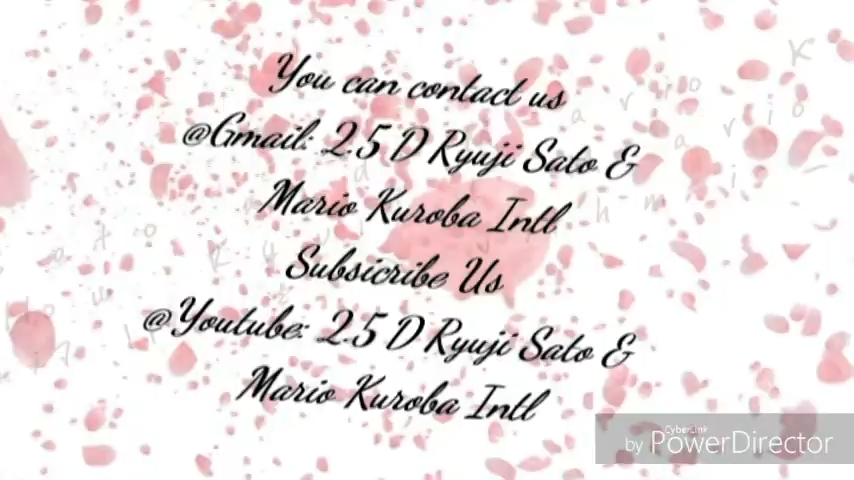 You can contact us
@Gmail: 2.5 D Ryuji Sato &
Mario Kuroba Intl
Subsicribe Us
@Youtube: 2.5 D Ryuji Sato &
Mario Kuroba Intl
CyberLink
by PowerDirector